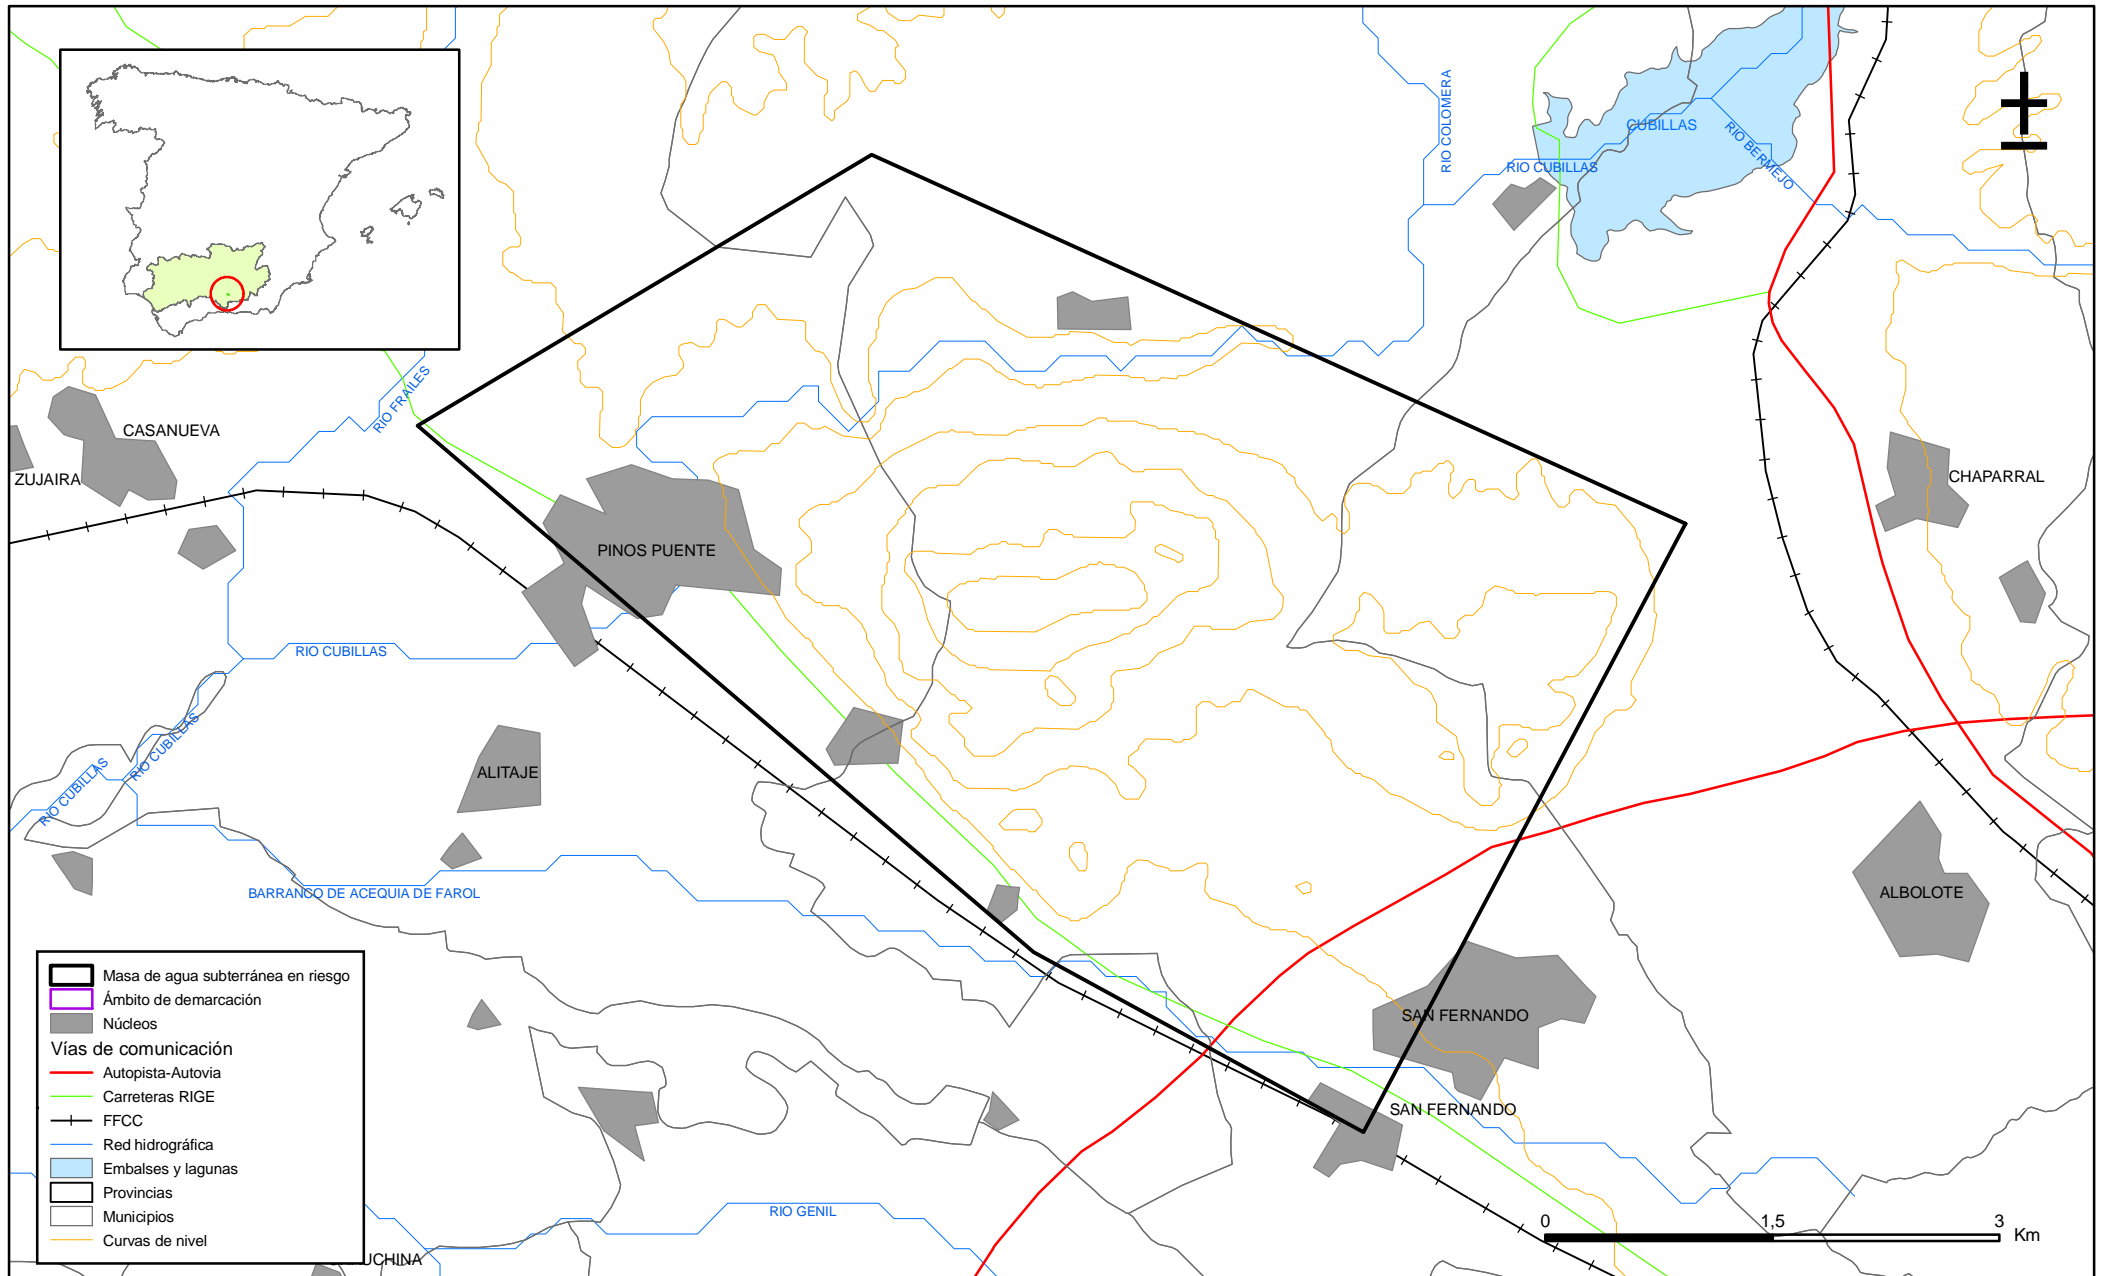 RIO COLOMERA
CUBILLAS
RIO BERMEJO
RIO CUBILLAS
RIO FRAILES
CASANUEVA
ZUJAIRA
CHAPARRAL
PINOS PUENTE
RIO CUBILLAS
RIO CUBILLAS
RIO CUBILLAS
ALITAJE
BARRANCO DE ACEQUIA DE FAROL
ALBOLOTE
SAN FERNANDO
SAN FERNANDO
RIO GENIL
UCHINA
Masa de agua subterránea en riesgo
Ámbito de demarcación
Núcleos
Vías de comunicación
Autopista-Autovia
Carreteras RIGE
FFCC
Red hidrográfica
Embalses y lagunas
Provincias
Municipios
Curvas de nivel
0 1,5 3
Km